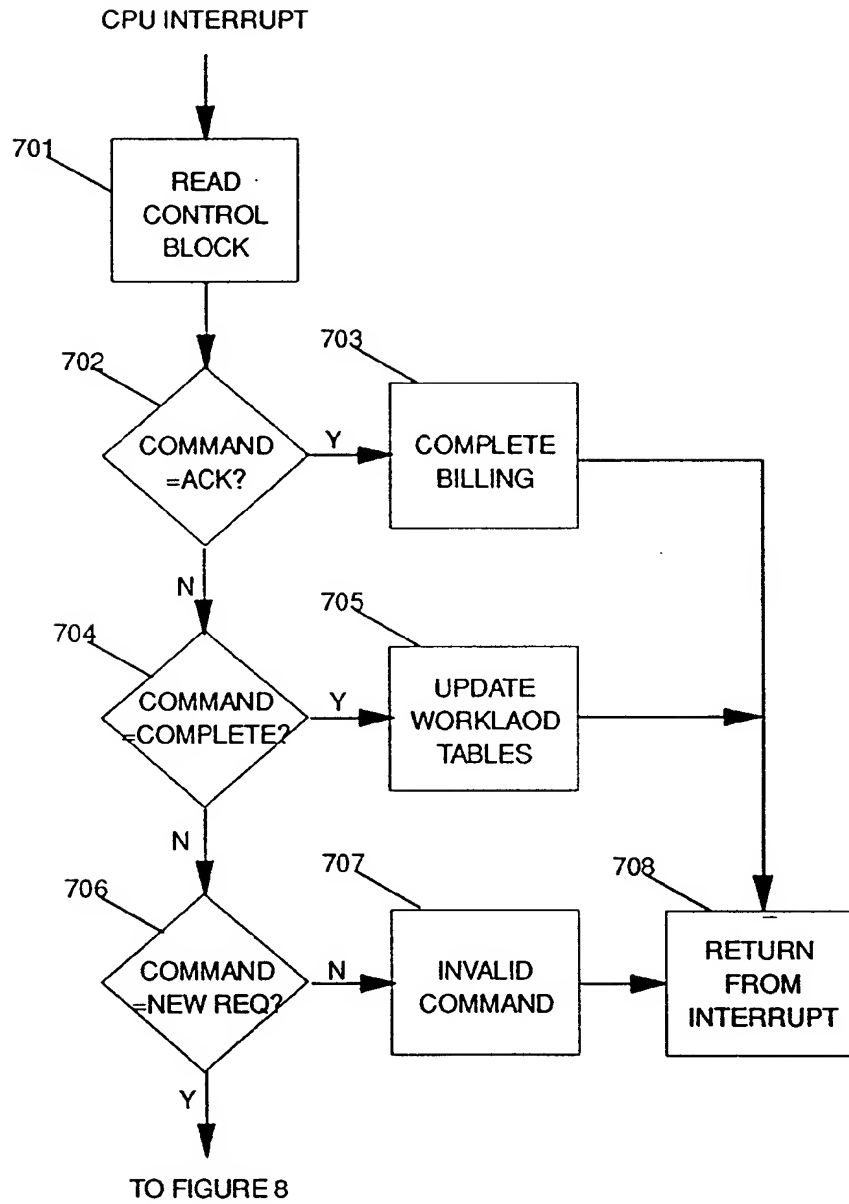 CPU INTERRUPT
701
READ
CONTROL
BLOCK
702
COMMAND
=ACK?
Y
703
COMPLETE
BILLING
N
704
COMMAND
=COMPLETE?
Y
705
UPDATE
WORKLAOD
TABLES
N
706
COMMAND
=NEW REQ?
N
707
INVALID
COMMAND
708
RETURN
FROM
INTERRUPT
Y
TO FIGURE 8